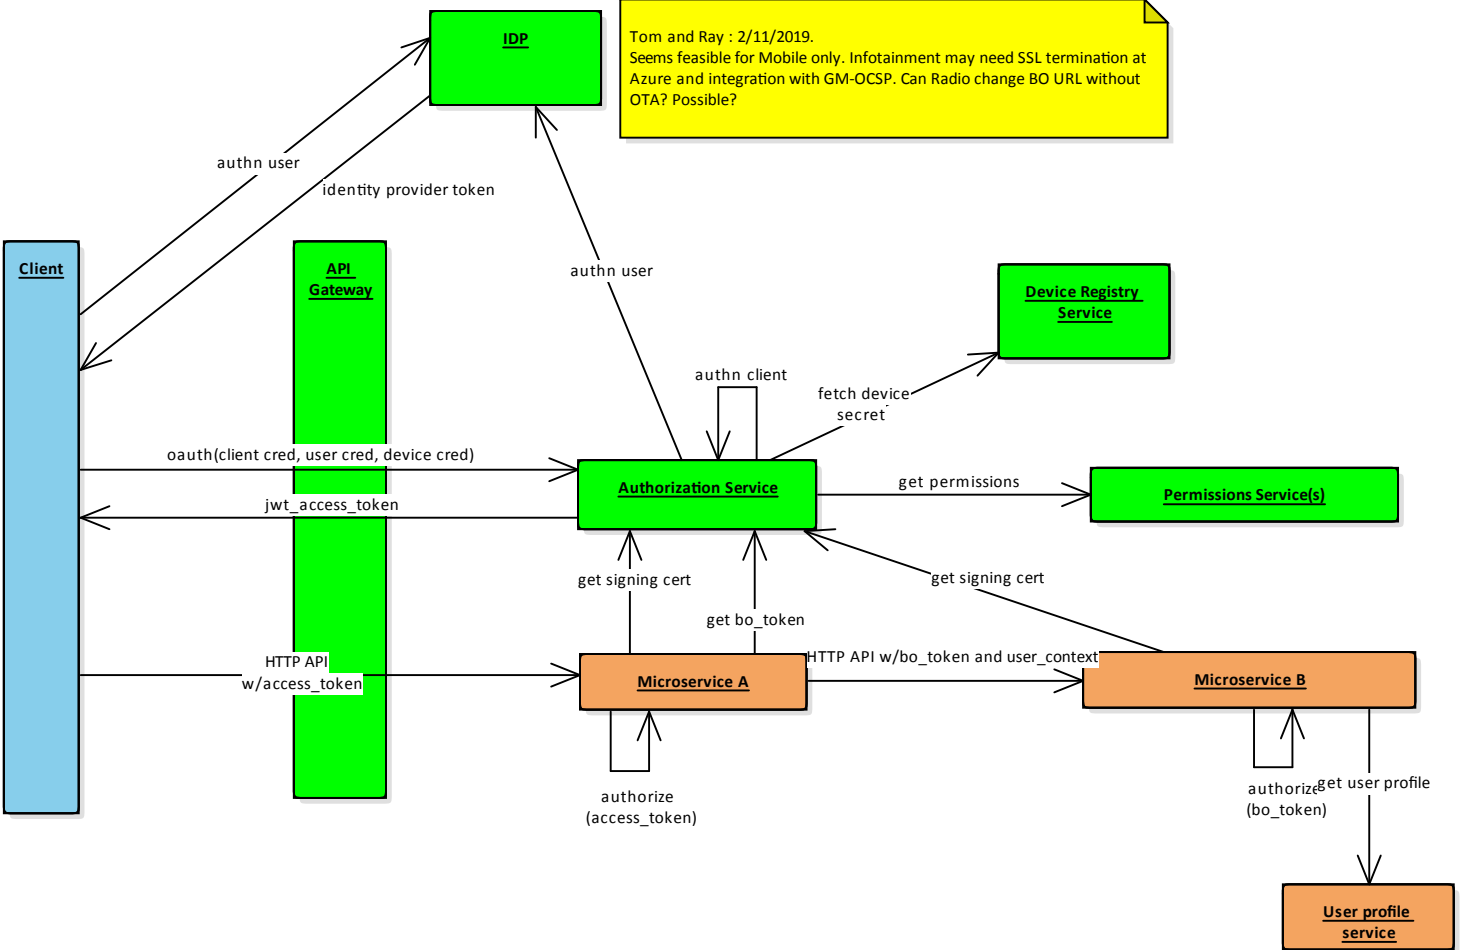 IDP
Tom and Ray : 2/11/2019.
Seems feasible for Mobile only. Infotainment may need SSL termination at
Azure and integration with GM-OCSP. Can Radio change BO URL without
OTA? Possible?
authn user
identity provider token
Client
API
Gateway
authn user
Device Registry
Service
authn client
fetch device
secret
oauth(client cred, user cred, device cred)
Authorization Service
get permissions
Permissions Service(s)
jwt_access_token
get signing cert
get signing cert
get bo_token
HTTP API
w/access_token
HTTP API w/bo_token and user_context
Microservice A
Microservice B
authorize
(access_token)
authorize
(bo_token)
get user profile
User profile
service